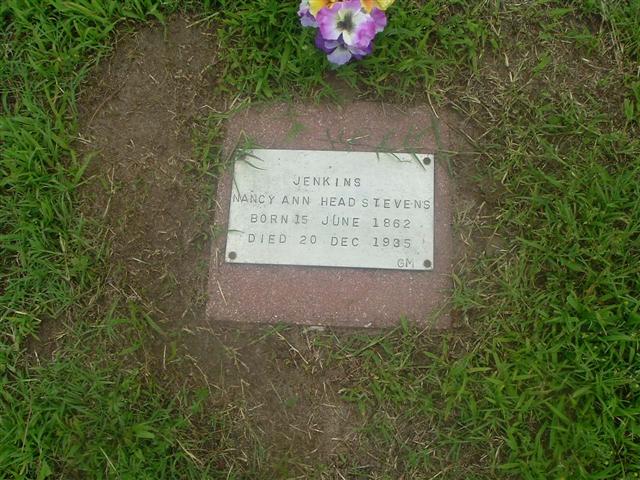 JENKINS
NANCY ANN HEAD STEVENS
BORN 15 JUNE 1862
DIED 20 DEC 1935
GM